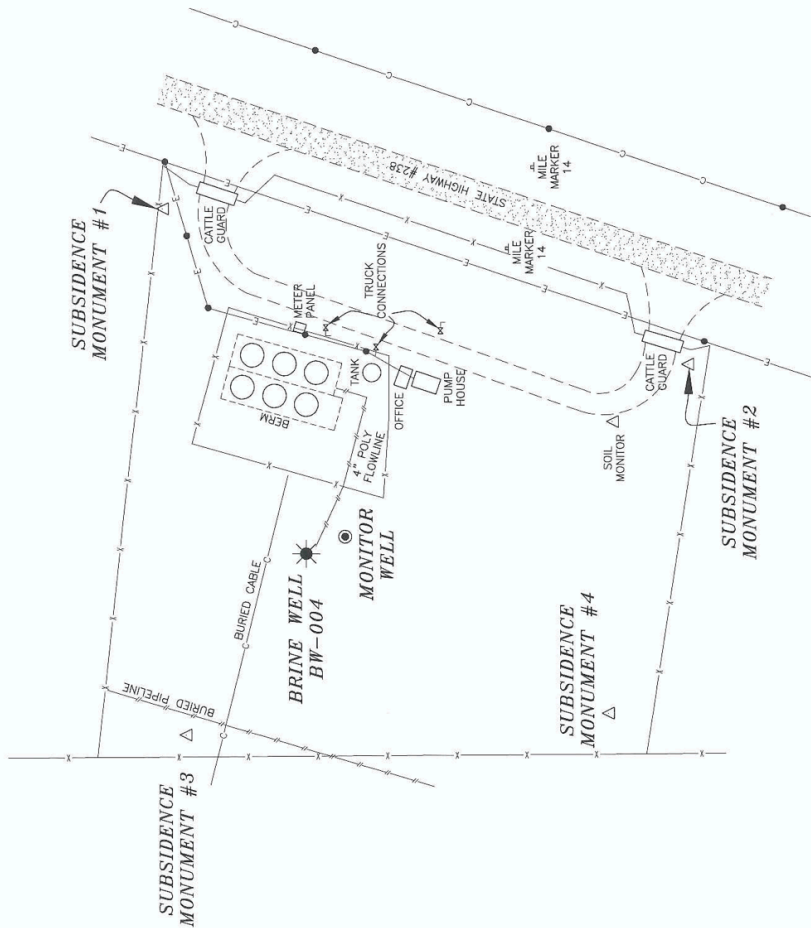 SUBSIDENCE
MONUMENT #1
CATTLE
GUARD
STATE HIGHWAY
#238
MILE
MARKER
14
MILE
MARKER
14
METER
PANEL
TRUCK
CONNECTIONS
TANK
OFFICE
PUMP
HOUSE
BERM
4" POLY
FLOWLINE
BURIED CABLE
BRINE WELL
BW-004
MONITOR
WELL
BURIED PIPELINE
SUBSIDENCE
MONUMENT #3
SUBSIDENCE
MONUMENT #4
SOIL
MONITOR
CATTLE
GUARD
SUBSIDENCE
MONUMENT #2